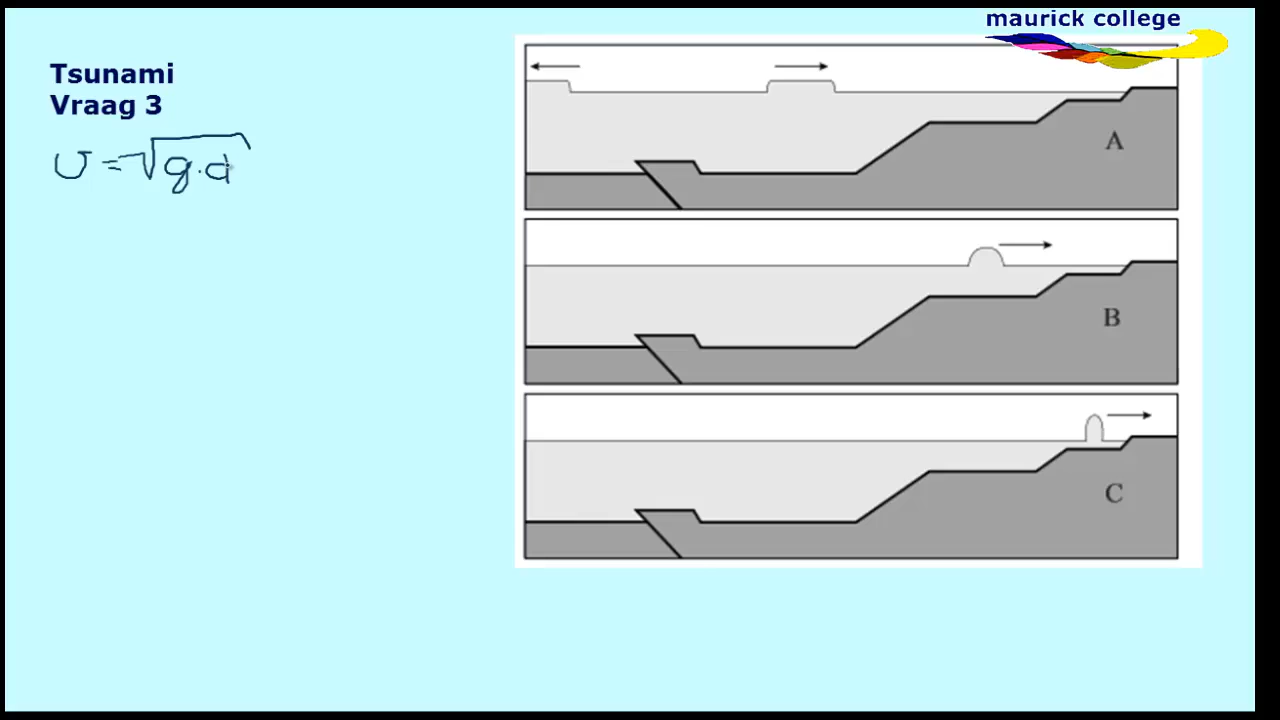 maurick college
Tsunami
Vraag 3
υ = √g·d
A
B
C